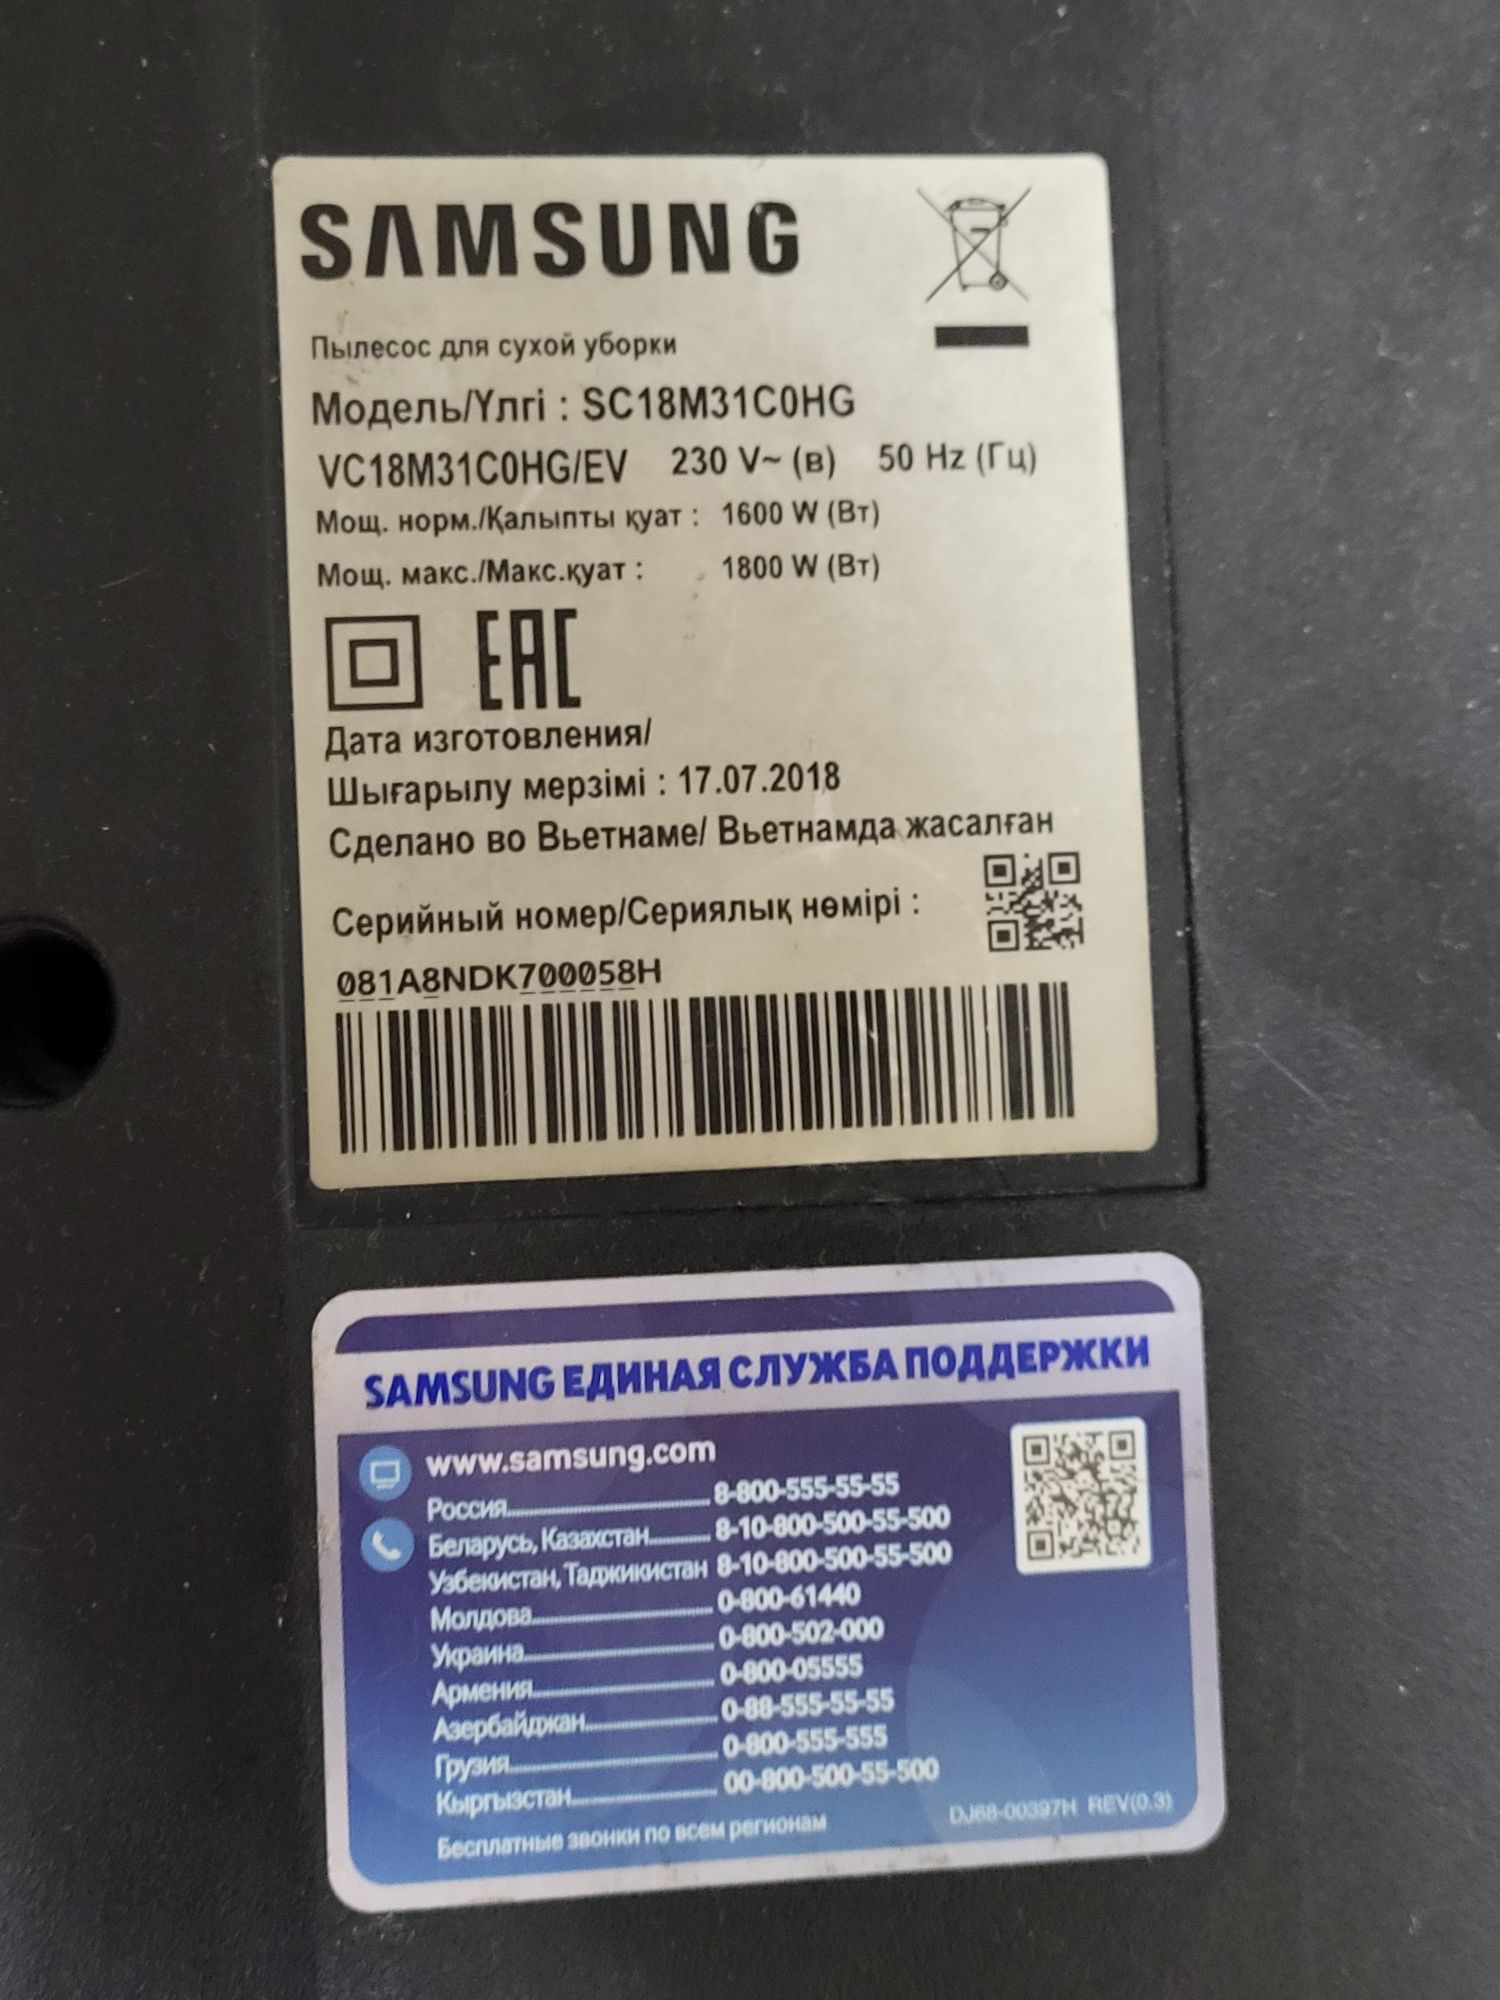 SAMSUNG
Пылесос для сухой уборки
Модель/Үлгі : SC18M31C0HG
VC18M31C0HG/EV 230 V~ (в) 50 Hz (Гц)
Мощ. норм./Қалыпты қуат : 1600 W (Вт)
Мощ. макс./Макс.қуат : 1800 W (Вт)
EAC
Дата изготовления/
Шығарылу мерзімі : 17.07.2018
Сделано во Вьетнаме/ Вьетнамда жасалған
Серийный номер/Сериялық нөмірі :
081A8NDK700058H
SAMSUNG ЕДИНАЯ СЛУЖБА ПОДДЕРЖКИ
www.samsung.com
Россия 8-800-555-55-55
Беларусь, Казахстан 8-10-800-500-55-500
Узбекистан, Таджикистан 8-10-800-500-55-500
Молдова 0-800-61440
Украина 0-800-502-000
Армения 0-800-05555
Азербайджан 0-88-555-55-55
Грузия 0-800-555-555
Кыргызстан 00-800-500-55-500
Бесплатные звонки по всем регионам DJ68-00397H REV(0.3)